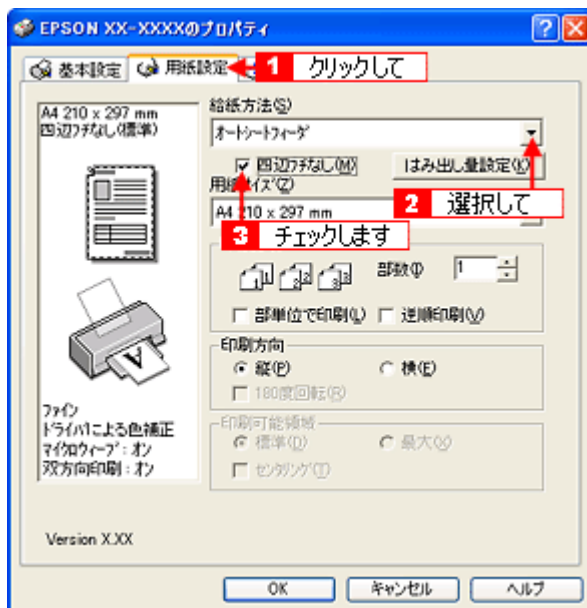 EPSON XX-XXXXのプロパティ
基本設定 用紙設定 1 クリックして
A4 210 x 297 mm
四辺フチなし(標準)
給紙方法(S)
オートシートフィーダ
四辺フチなし(M) はみ出し量設定(K)
用紙サイズ(Z)
A4 210 x 297 mm
2 選択して
3 チェックします
部数(I) 1
部単位で印刷(L) 逆順印刷(V)
印刷方向
縦(P) 横(E)
180度回転(R)
印刷可能領域
標準(D) 最大(X)
センタリング(T)
A
ファイン
ドライバによる色補正
マイクロウィーブ : オン
双方向印刷 : オン
Version X.XX
OK キャンセル ヘルプ